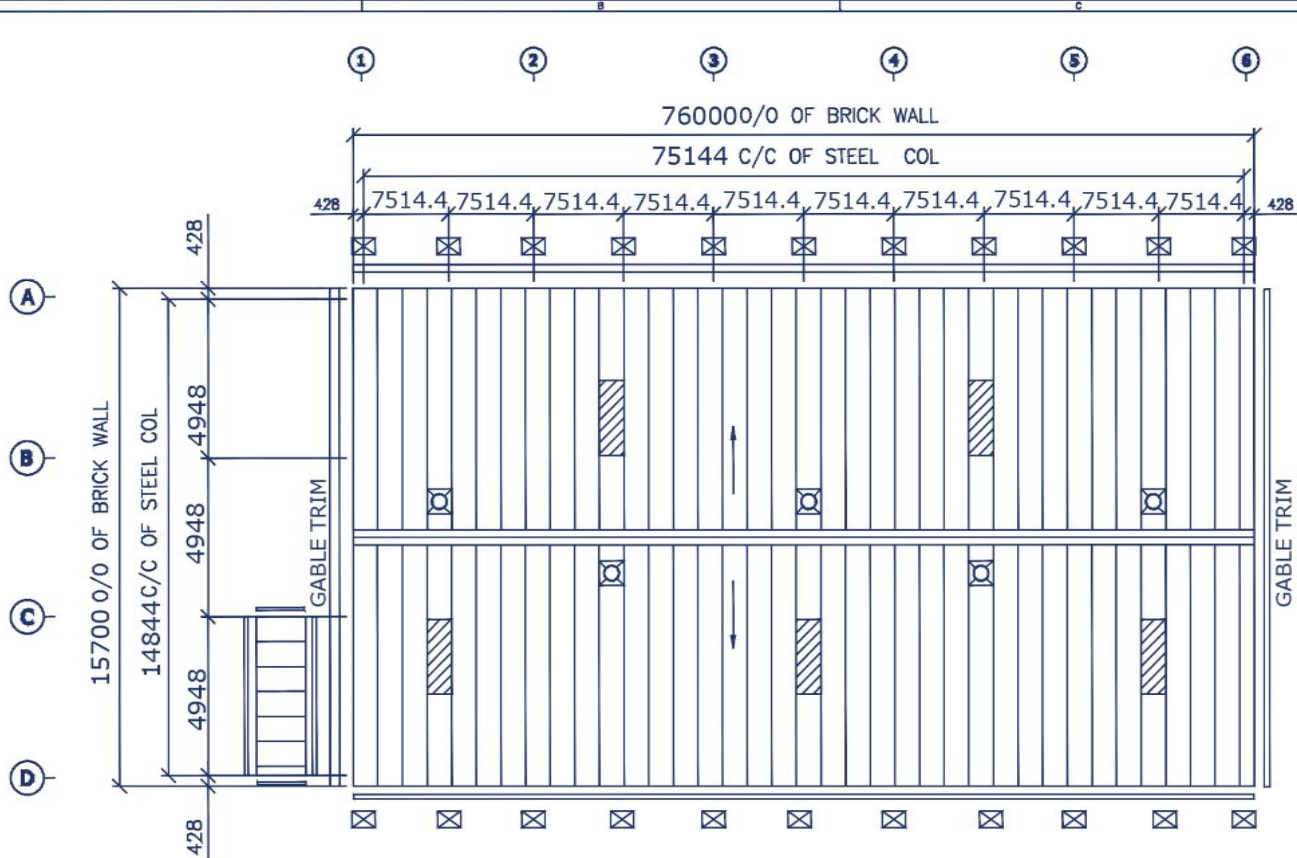 B C
1 2 3 4 5 6
76000O/O OF BRICK WALL
75144 C/C OF STEEL COL
428 7514.4 7514.4 7514.4 7514.4 7514.4 7514.4 7514.4 7514.4 7514.4 7514.4 428
428
A
4948
B
4948
C
4948
D
428
15700 O/O OF BRICK WALL
14844 C/C OF STEEL COL
GABLE TRIM
GABLE TRIM